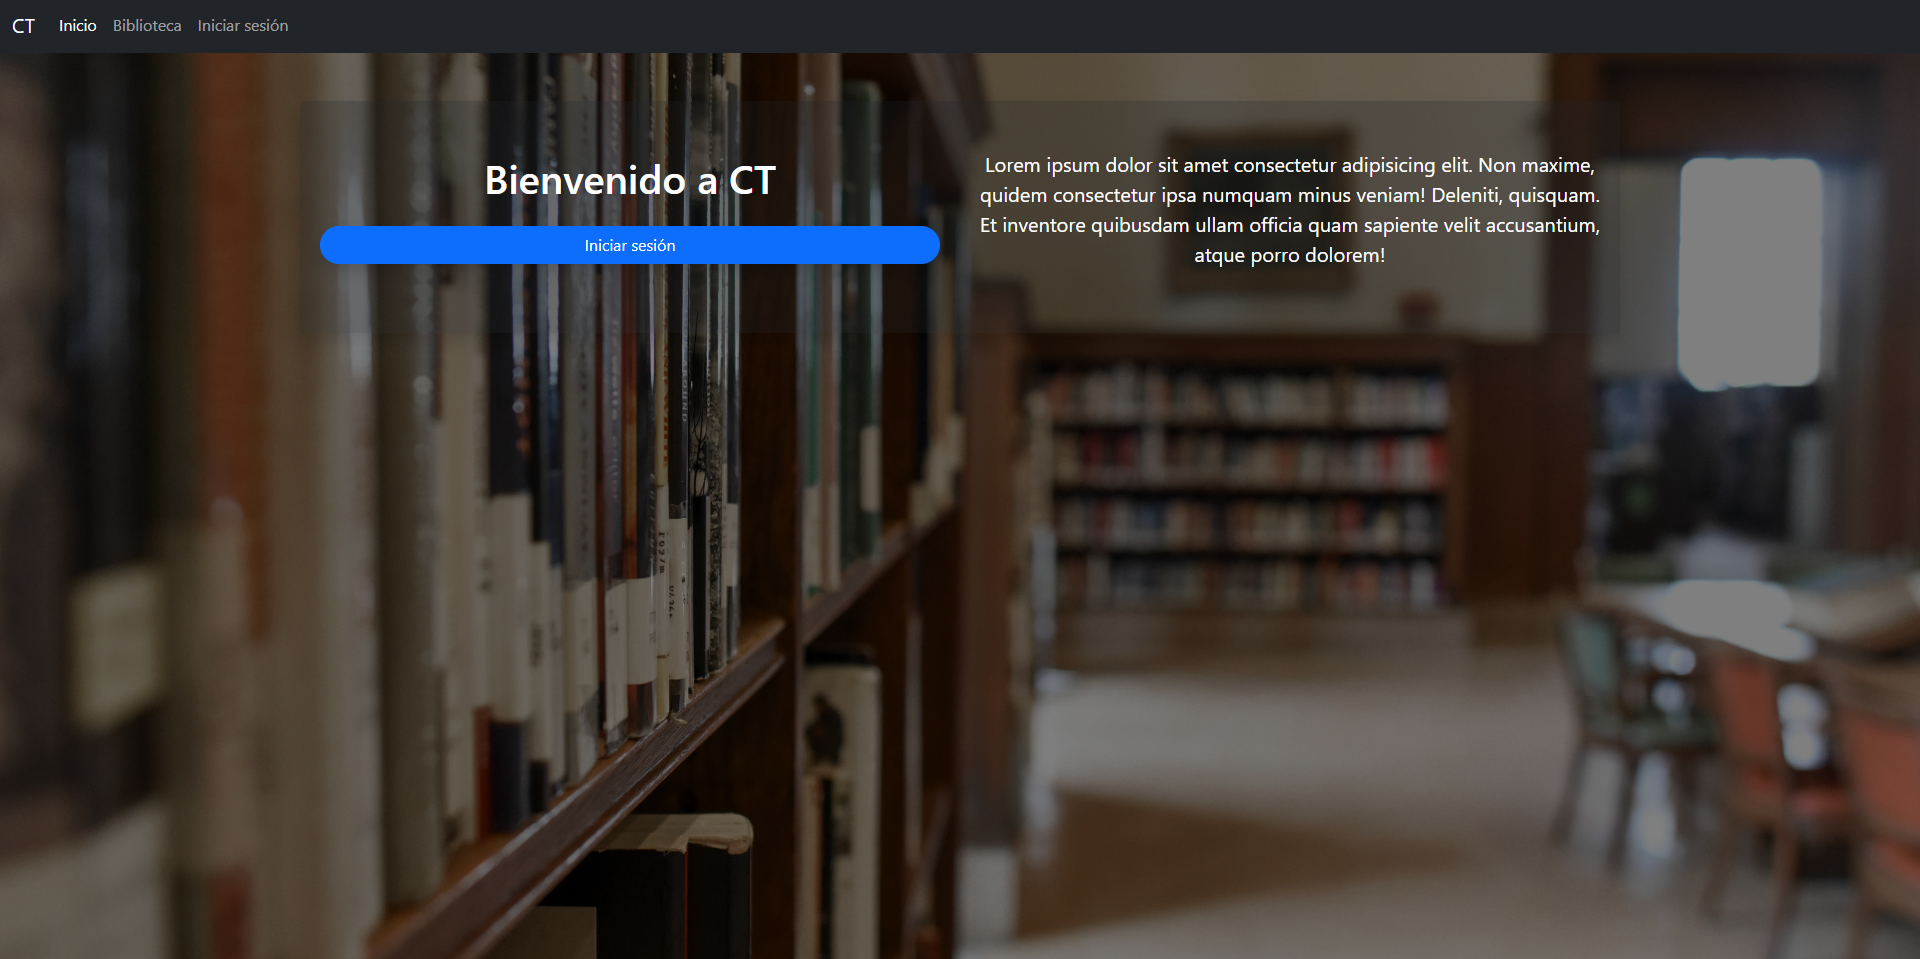 CT Inicio Biblioteca Iniciar sesión
Bienvenido a CT
Iniciar sesión
Lorem ipsum dolor sit amet consectetur adipisicing elit. Non maxime,
quidem consectetur ipsa numquam minus veniam! Deleniti, quisquam.
Et inventore quibusdam ullam officia quam sapiente velit accusantium,
atque porro dolorem!